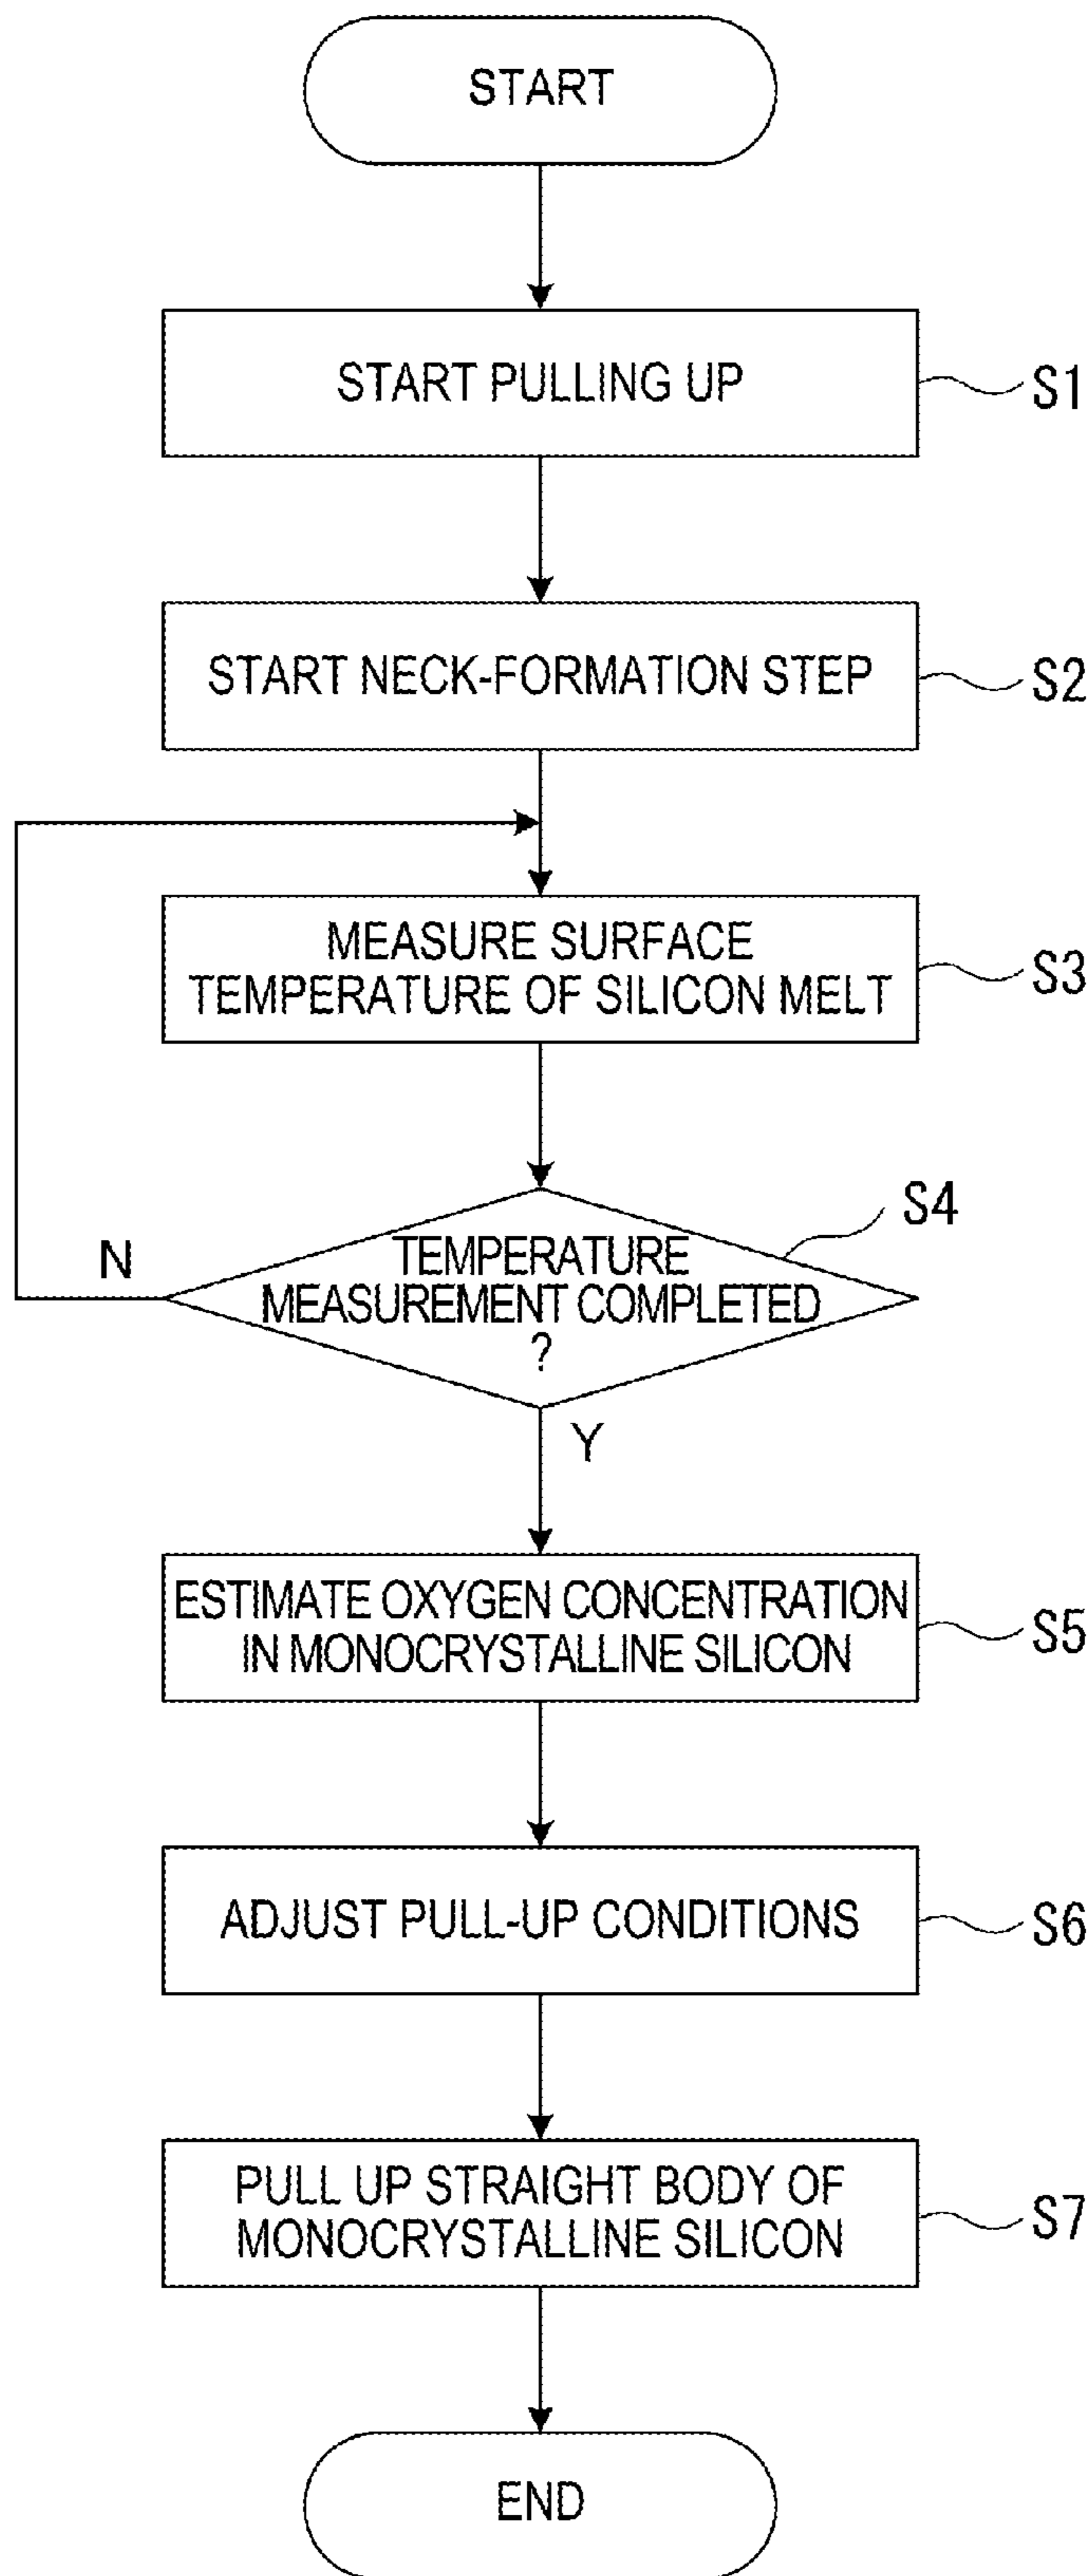 START
START PULLING UP
S1
START NECK-FORMATION STEP
S2
MEASURE SURFACE
TEMPERATURE OF SILICON MELT
S3
S4
N
TEMPERATURE
MEASUREMENT COMPLETED
?
Y
ESTIMATE OXYGEN CONCENTRATION
IN MONOCRYSTALLINE SILICON
S5
ADJUST PULL-UP CONDITIONS
S6
PULL UP STRAIGHT BODY OF
MONOCRYSTALLINE SILICON
S7
END